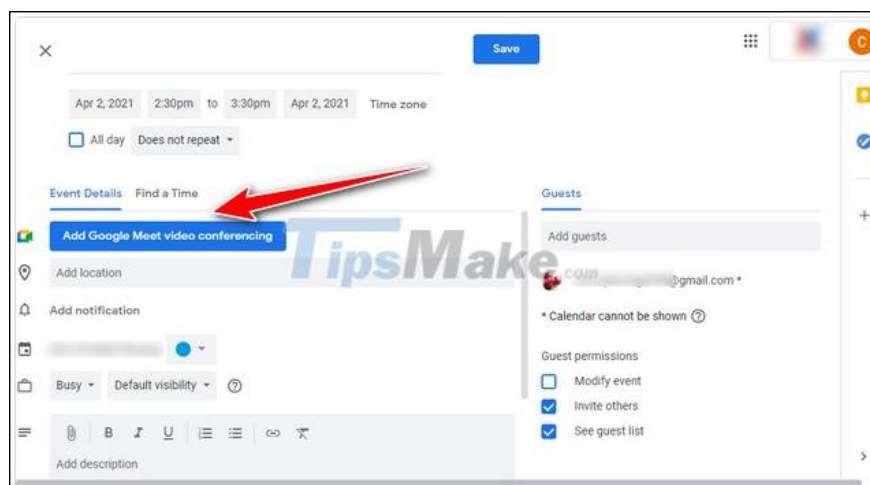 Save
C
Apr 2, 2021 2:30pm to 3:30pm Apr 2, 2021 Time zone
All day Does not repeat
Event Details Find a Time
Guests
Add Google Meet video conferencing
Add guests
TipsMake.com
Add location
@gmail.com *
Add notification
* Calendar cannot be shown
Guest permissions
Modify event
Busy Default visibility
Invite others
See guest list
B I U
Add description